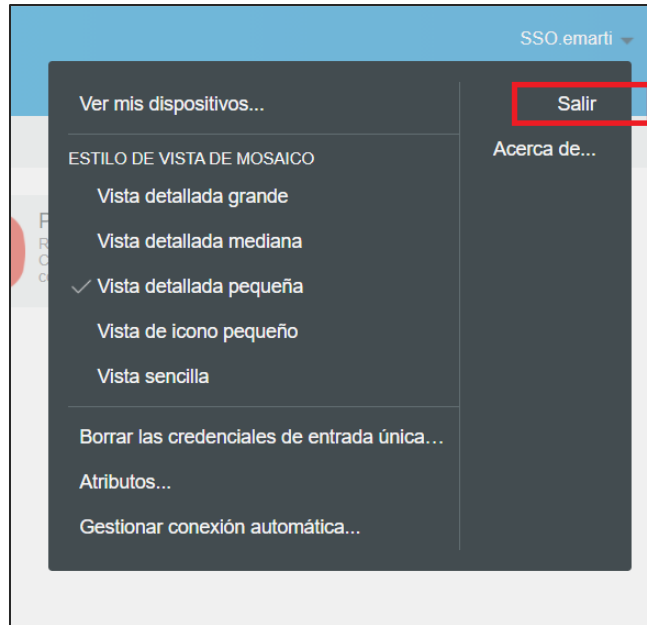 SSO.emarti
Ver mis dispositivos...
Salir
Acerca de...
ESTILO DE VISTA DE MOSAICO
Vista detallada grande
Vista detallada mediana
Vista detallada pequeña
Vista de icono pequeño
Vista sencilla
Borrar las credenciales de entrada única...
Atributos...
Gestionar conexión automática...